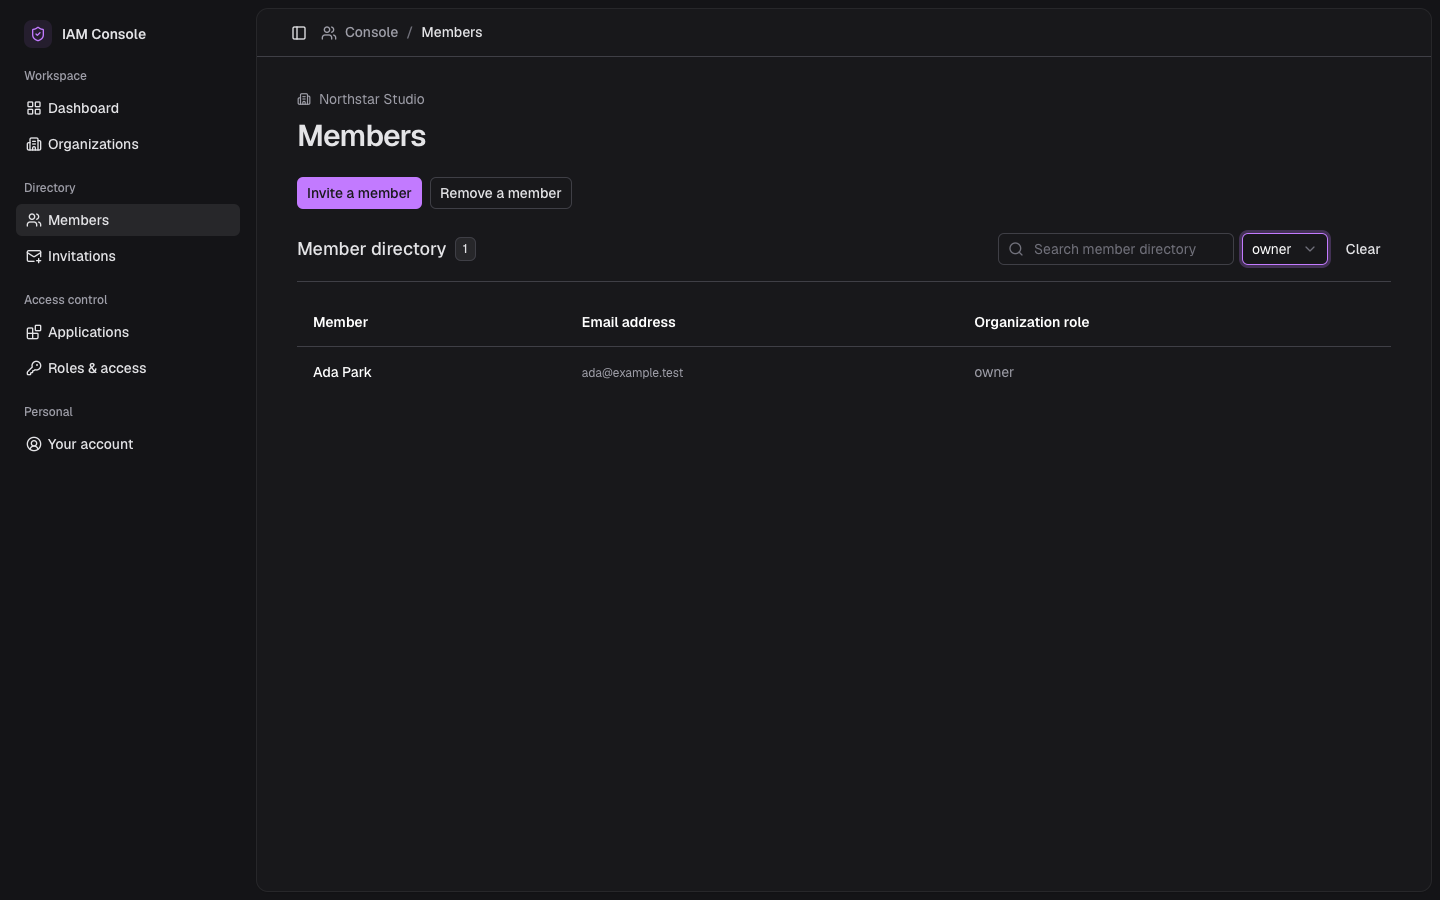 IAM Console
Workspace
Dashboard
Organizations
Directory
Members
Invitations
Access control
Applications
Roles & access
Personal
Your account
Console / Members
Northstar Studio
Members
Invite a member Remove a member
Member directory 1 Search member directory owner Clear
Member Email address Organization role
Ada Park ada@example.test owner